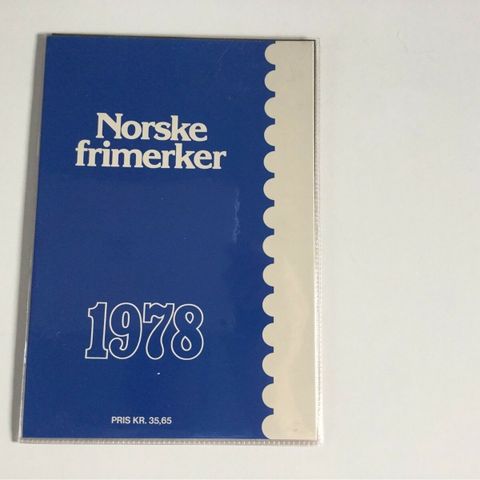 Norske
frimerker
1978
PRIS KR. 35,65